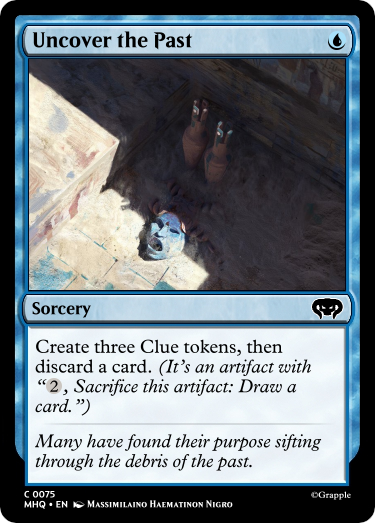 Uncover the Past
Sorcery
Create three Clue tokens, then
discard a card. (It's an artifact with
“2, Sacrifice this artifact: Draw a
card.”)
Many have found their purpose sifting
through the debris of the past.
C 0075
MHQ • EN Massimilaino Haematinon Nigro
©Grapple